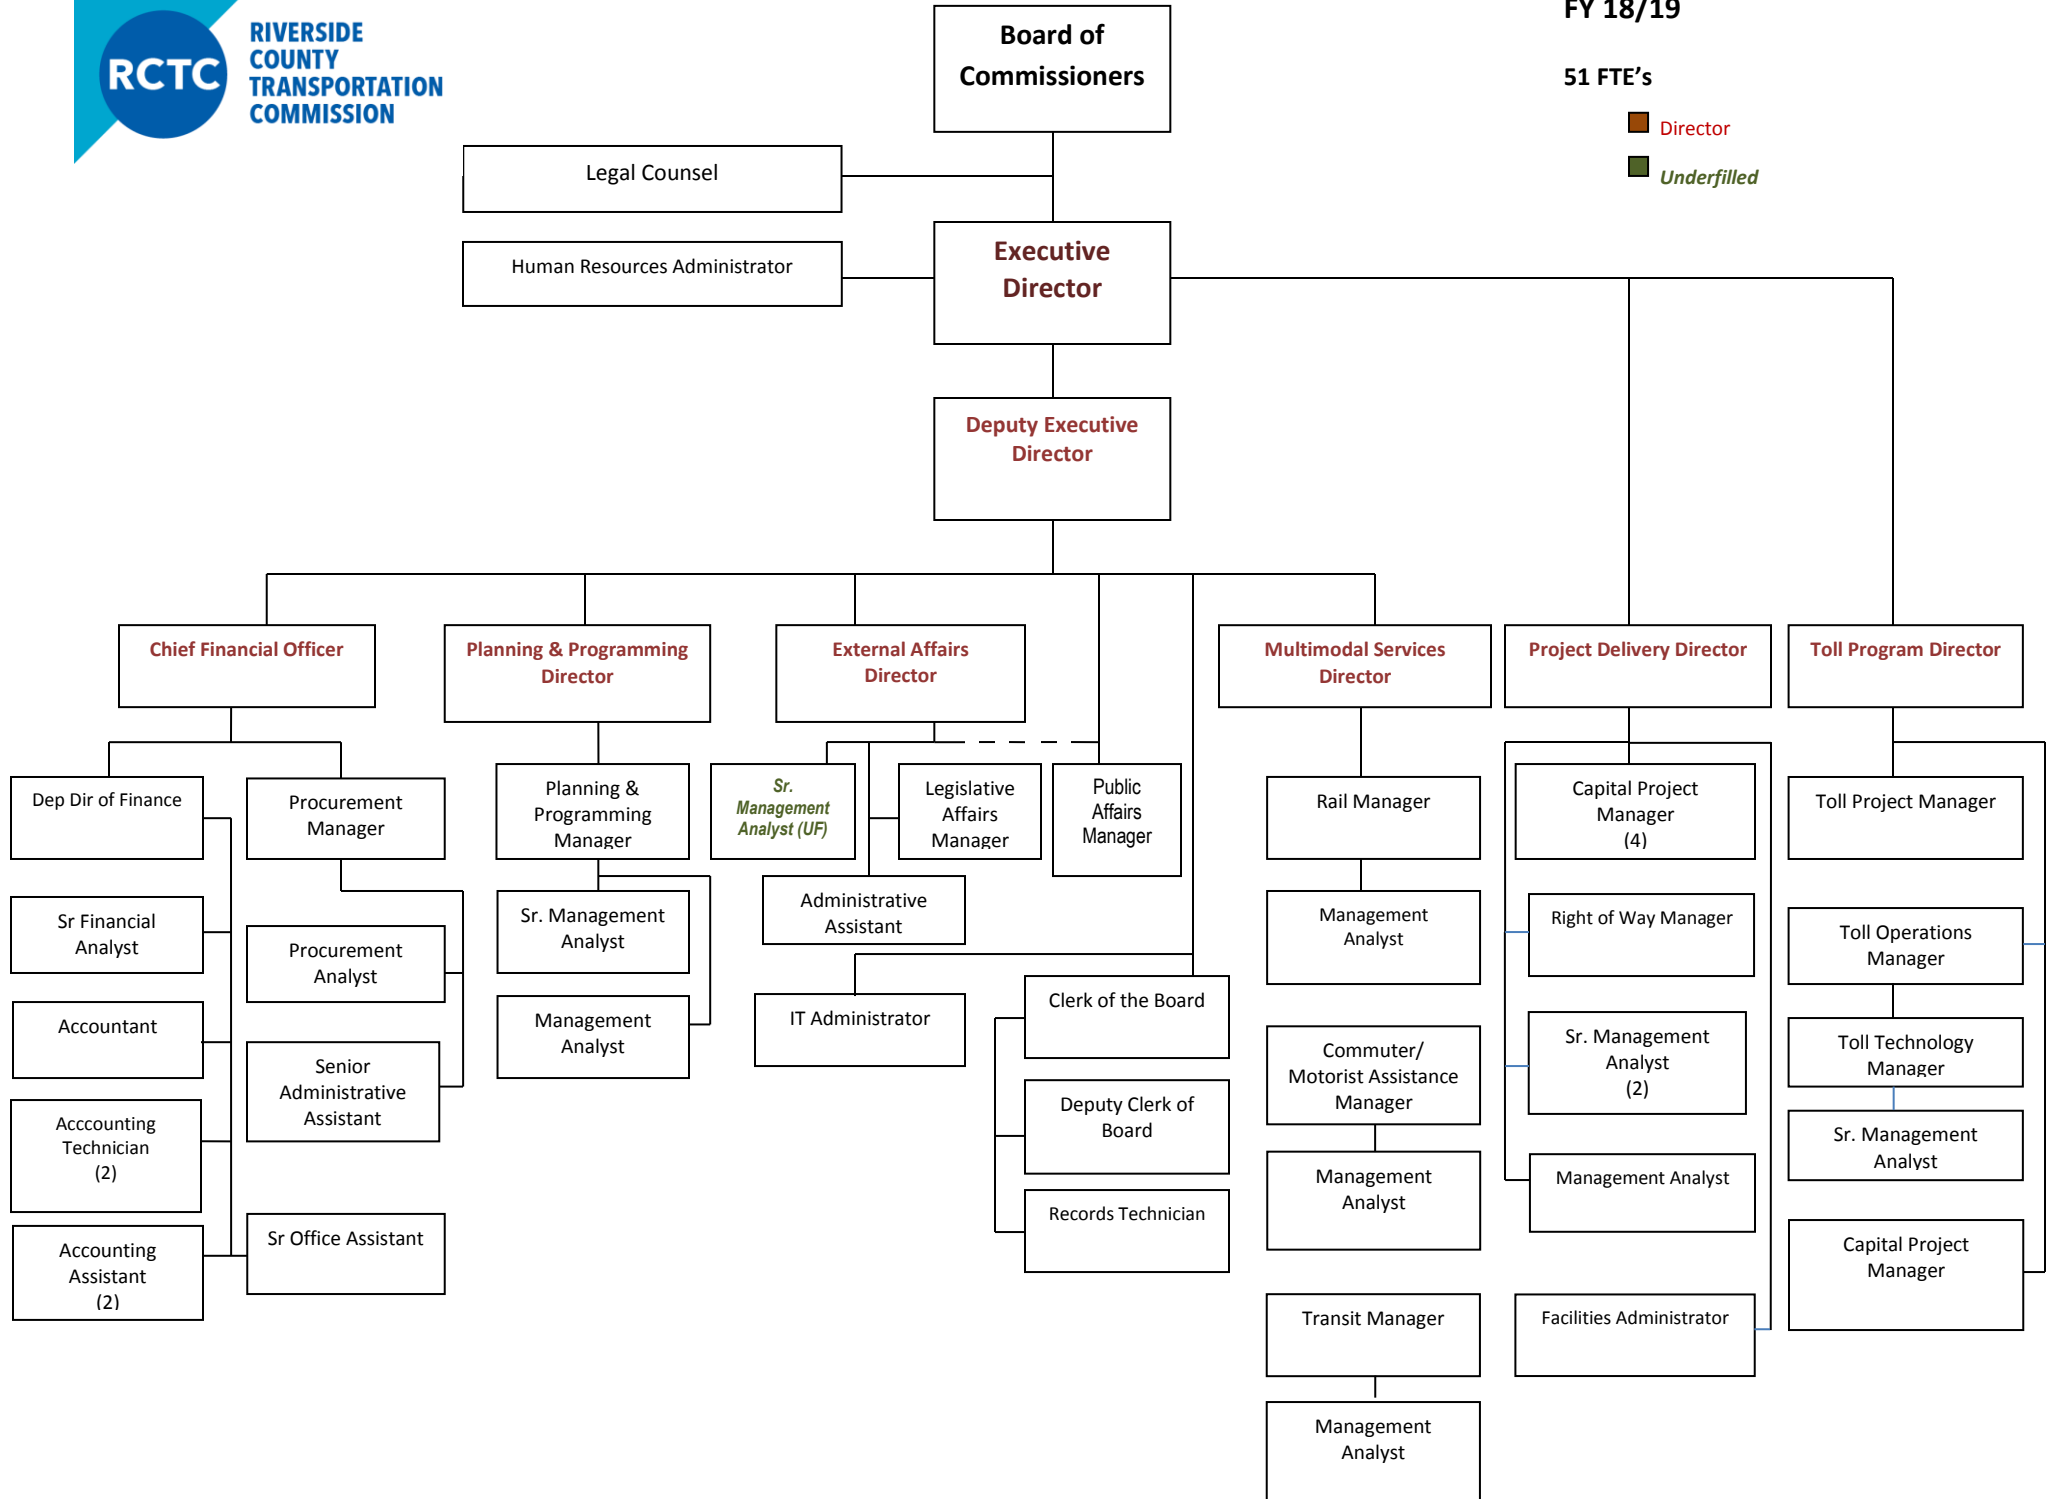 RCTC
RIVERSIDE
COUNTY
TRANSPORTATION
COMMISSION
FY 18/19
51 FTE's
Director
Underfilled
Board of
Commissioners
Legal Counsel
Human Resources Administrator
Executive
Director
Deputy Executive
Director
Chief Financial Officer
Planning & Programming
Director
External Affairs
Director
Multimodal Services
Director
Project Delivery Director
Toll Program Director
Dep Dir of Finance
Procurement
Manager
Sr Financial
Analyst
Procurement
Analyst
Accountant
Senior
Administrative
Assistant
Acccounting
Technician
(2)
Accounting
Assistant
(2)
Sr Office Assistant
Planning &
Programming
Manager
Sr. Management
Analyst
Management
Analyst
Sr.
Management
Analyst (UF)
Legislative
Affairs
Manager
Public
Affairs
Manager
Administrative
Assistant
IT Administrator
Clerk of the Board
Deputy Clerk of
Board
Records Technician
Rail Manager
Management
Analyst
Commuter/
Motorist Assistance
Manager
Management
Analyst
Transit Manager
Management
Analyst
Capital Project
Manager
(4)
Right of Way Manager
Sr. Management
Analyst
(2)
Management Analyst
Facilities Administrator
Toll Project Manager
Toll Operations
Manager
Toll Technology
Manager
Sr. Management
Analyst
Capital Project
Manager